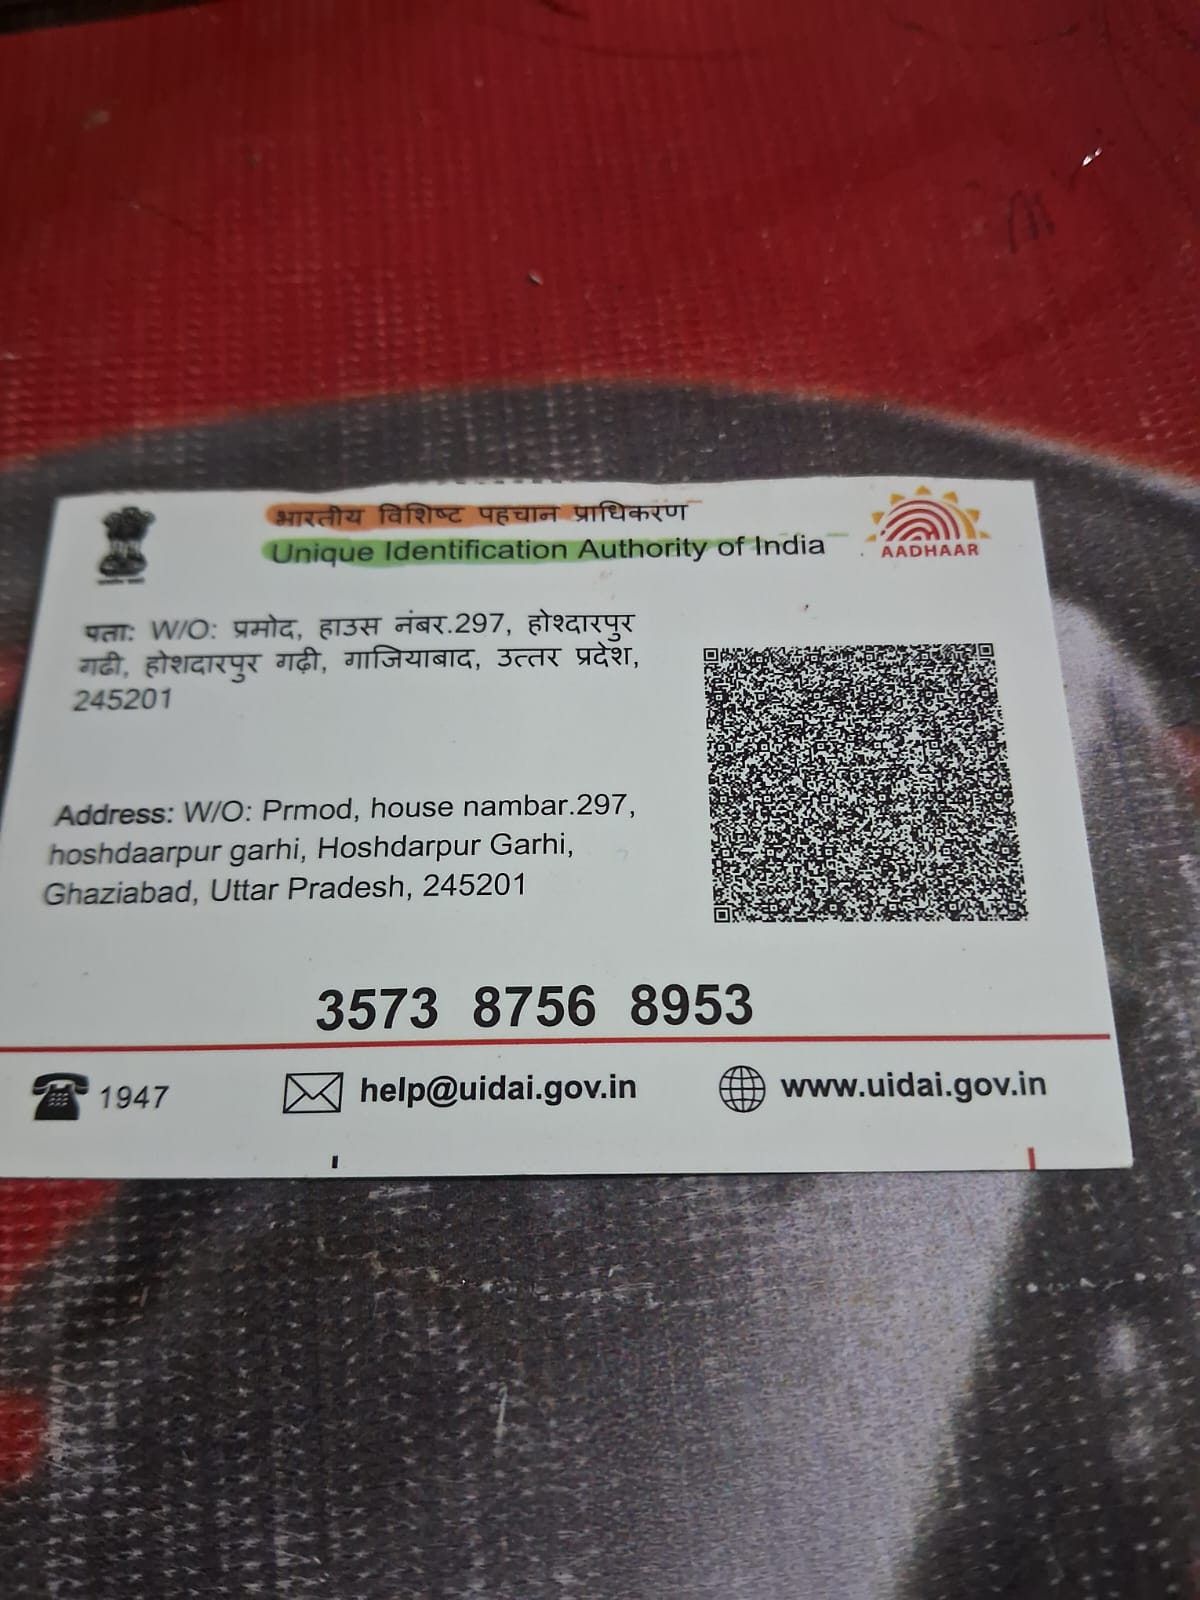 भारतीय विशिष्ट पहचान प्राधिकरण
Unique Identification Authority of India
AADHAAR
पता: W/O: प्रमोद, हाउस नंबर.297, होश्दारपुर
गढी, होशदारपुर गढ़ी, गाजियाबाद, उत्तर प्रदेश,
245201
Address: W/O: Prmod, house nambar.297,
hoshdaarpur garhi, Hoshdarpur Garhi,
Ghaziabad, Uttar Pradesh, 245201
3573 8756 8953
1947
help@uidai.gov.in
www.uidai.gov.in